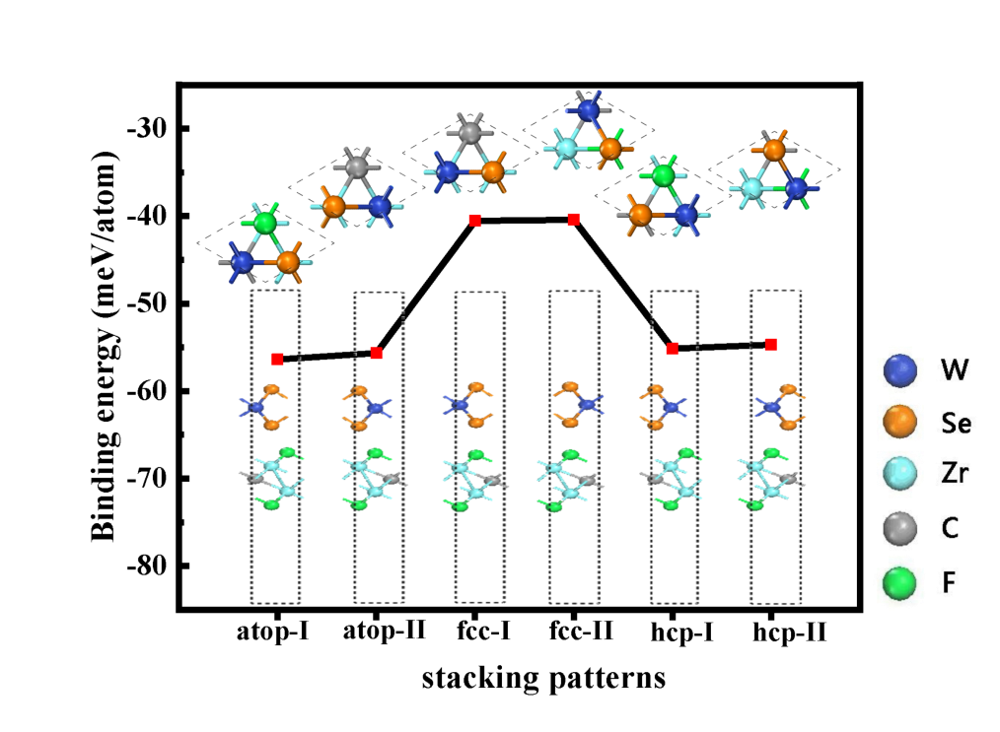 Binding energy (meV/atom)
-30
-40
-50
-60
-70
-80
atop-I atop-II fcc-I fcc-II hcp-I hcp-II
stacking patterns
W
Se
Zr
C
F